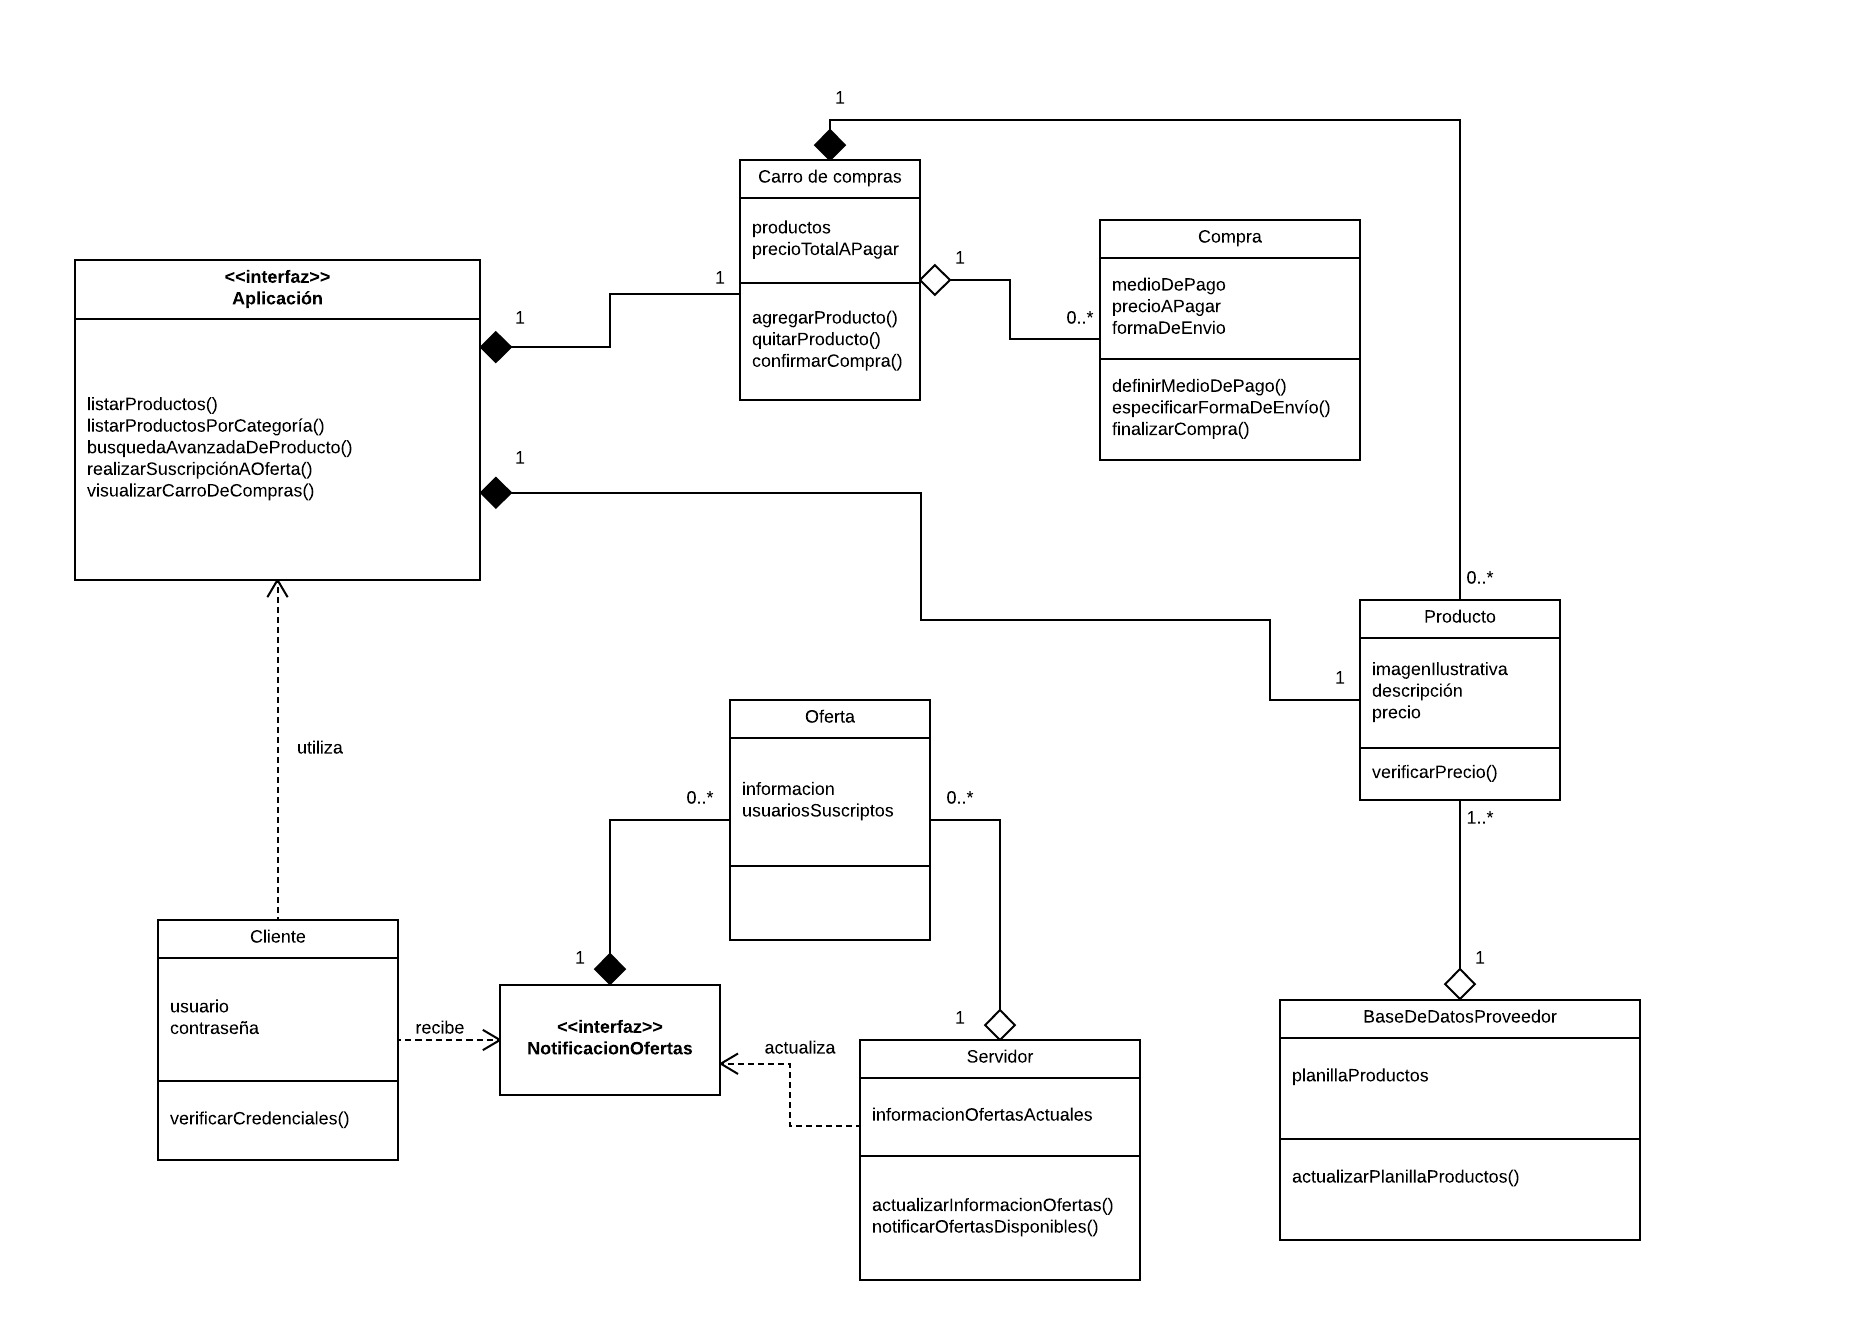 1
Carro de compras
productos
precioTotalAPagar
agregarProducto()
quitarProducto()
confirmarCompra()
1
0..*
Compra
medioDePago
precioAPagar
formaDeEnvio
definirMedioDePago()
especificarFormaDeEnvío()
finalizarCompra()
<<interfaz>>
Aplicación
listarProductos()
listarProductosPorCategoría()
busquedaAvanzadaDeProducto()
realizarSuscripciónAOferta()
visualizarCarroDeCompras()
1
1
1
0..*
Producto
imagenIlustrativa
descripción
precio
verificarPrecio()
1
1..*
utiliza
Oferta
informacion
usuariosSuscriptos
0..*
0..*
Cliente
usuario
contraseña
verificarCredenciales()
recibe
1
<<interfaz>>
NotificacionOfertas
actualiza
1
Servidor
informacionOfertasActuales
actualizarInformacionOfertas()
notificarOfertasDisponibles()
1
BaseDeDatosProveedor
planillaProductos
actualizarPlanillaProductos()